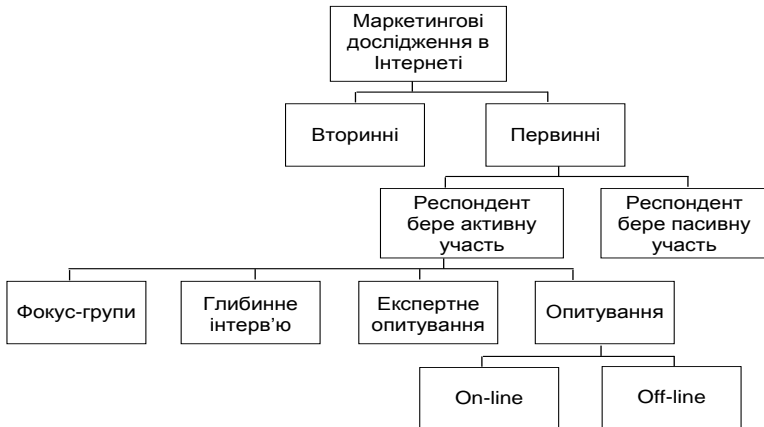 Маркетингові
дослідження в
Інтернеті
Вторинні
Первинні
Респондент
бере активну
участь
Респондент
бере пасивну
участь
Фокус-групи
Глибинне
інтерв’ю
Експертне
опитування
Опитування
On-line
Off-line